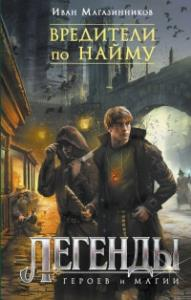 Иван Магазинников
ВРЕДИТЕЛИ
ПО НАЙМУ
ЛЕГЕНДЫ
ГЕРОЕВ И МАГИИ